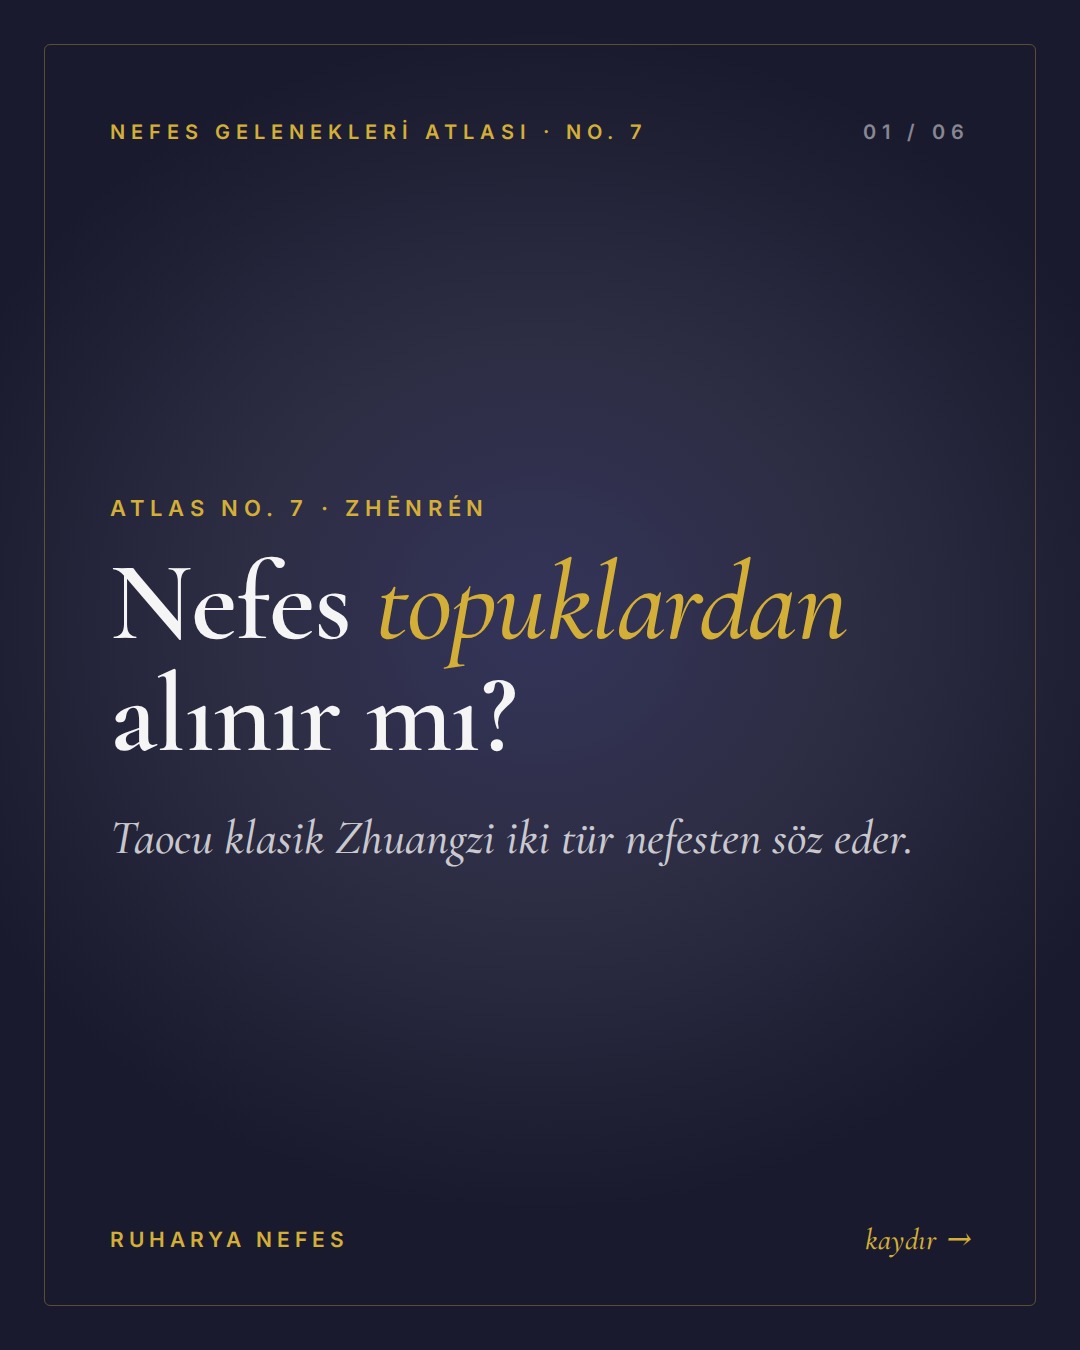 NEFES GELENEKLERİ ATLASI · NO. 7
01 / 06
ATLAS NO. 7 · ZHĒNRÉN
Nefes topuklardan
alınır mı?
Taocu klasik Zhuangzi iki tür nefesten söz eder.
RUHARYA NEFES
kaydır →